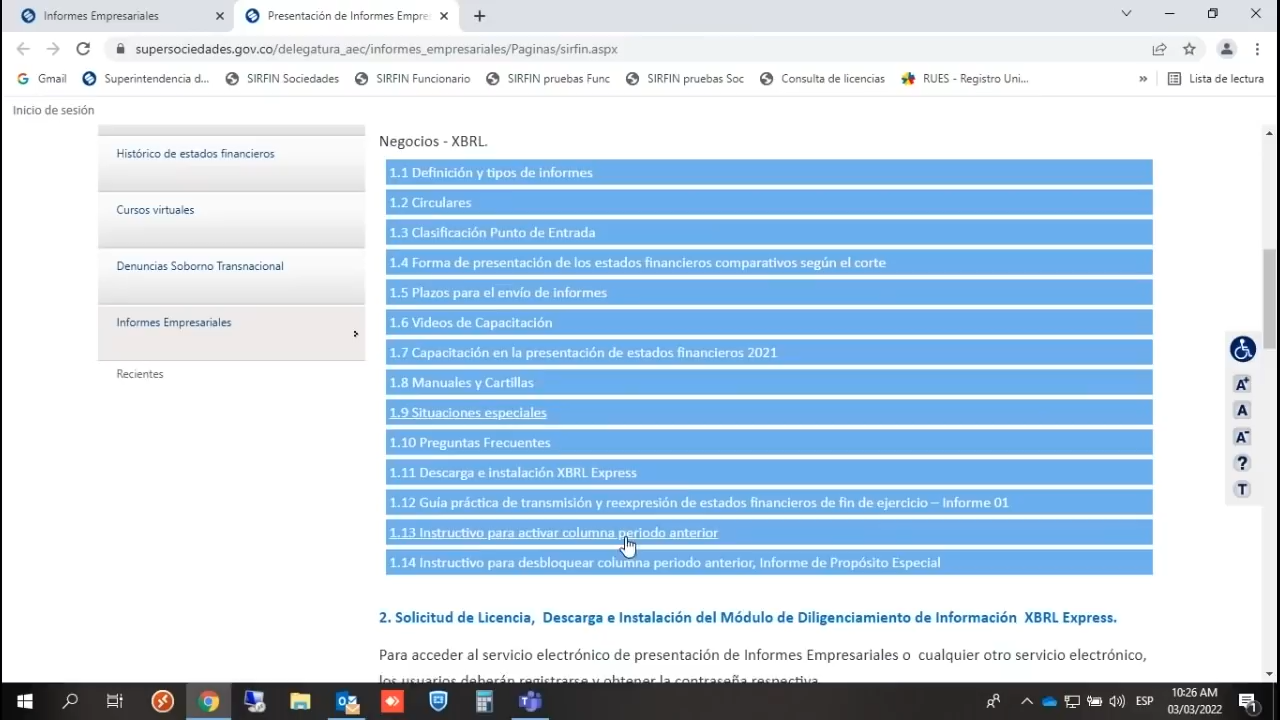 Informes Empresariales
Presentación de Informes Empre
supersociedades.gov.co/delegatura_aec/informes_empresariales/Paginas/sirfin.aspx
Gmail
Superintendencia d...
SIRFIN Sociedades
SIRFIN Funcionario
SIRFIN pruebas Func
SIRFIN pruebas Soc
Consulta de licencias
RUES - Registro Uni...
»
Lista de lectura
Inicio de sesión
Histórico de estados financieros
Cursos virtuales
Denuncias Soborno Transnacional
Informes Empresariales
Recientes
Negocios - XBRL.
1.1 Definición y tipos de informes
1.2 Circulares
1.3 Clasificación Punto de Entrada
1.4 Forma de presentación de los estados financieros comparativos según el corte
1.5 Plazos para el envío de informes
1.6 Videos de Capacitación
1.7 Capacitación en la presentación de estados financieros 2021
1.8 Manuales y Cartillas
1.9 Situaciones especiales
1.10 Preguntas Frecuentes
1.11 Descarga e instalación XBRL Express
1.12 Guía práctica de transmisión y reexpresión de estados financieros de fin de ejercicio – Informe 01
1.13 Instructivo para activar columna periodo anterior
1.14 Instructivo para desbloquear columna periodo anterior, Informe de Propósito Especial
2. Solicitud de Licencia, Descarga e Instalación del Módulo de Diligenciamiento de Información XBRL Express.
Para acceder al servicio electrónico de presentación de Informes Empresariales o cualquier otro servicio electrónico,
los usuarios deberán registrarse y obtener la contraseña respectiva.
A+
A
A-
?
T
ESP
10:26 AM
03/03/2022
1